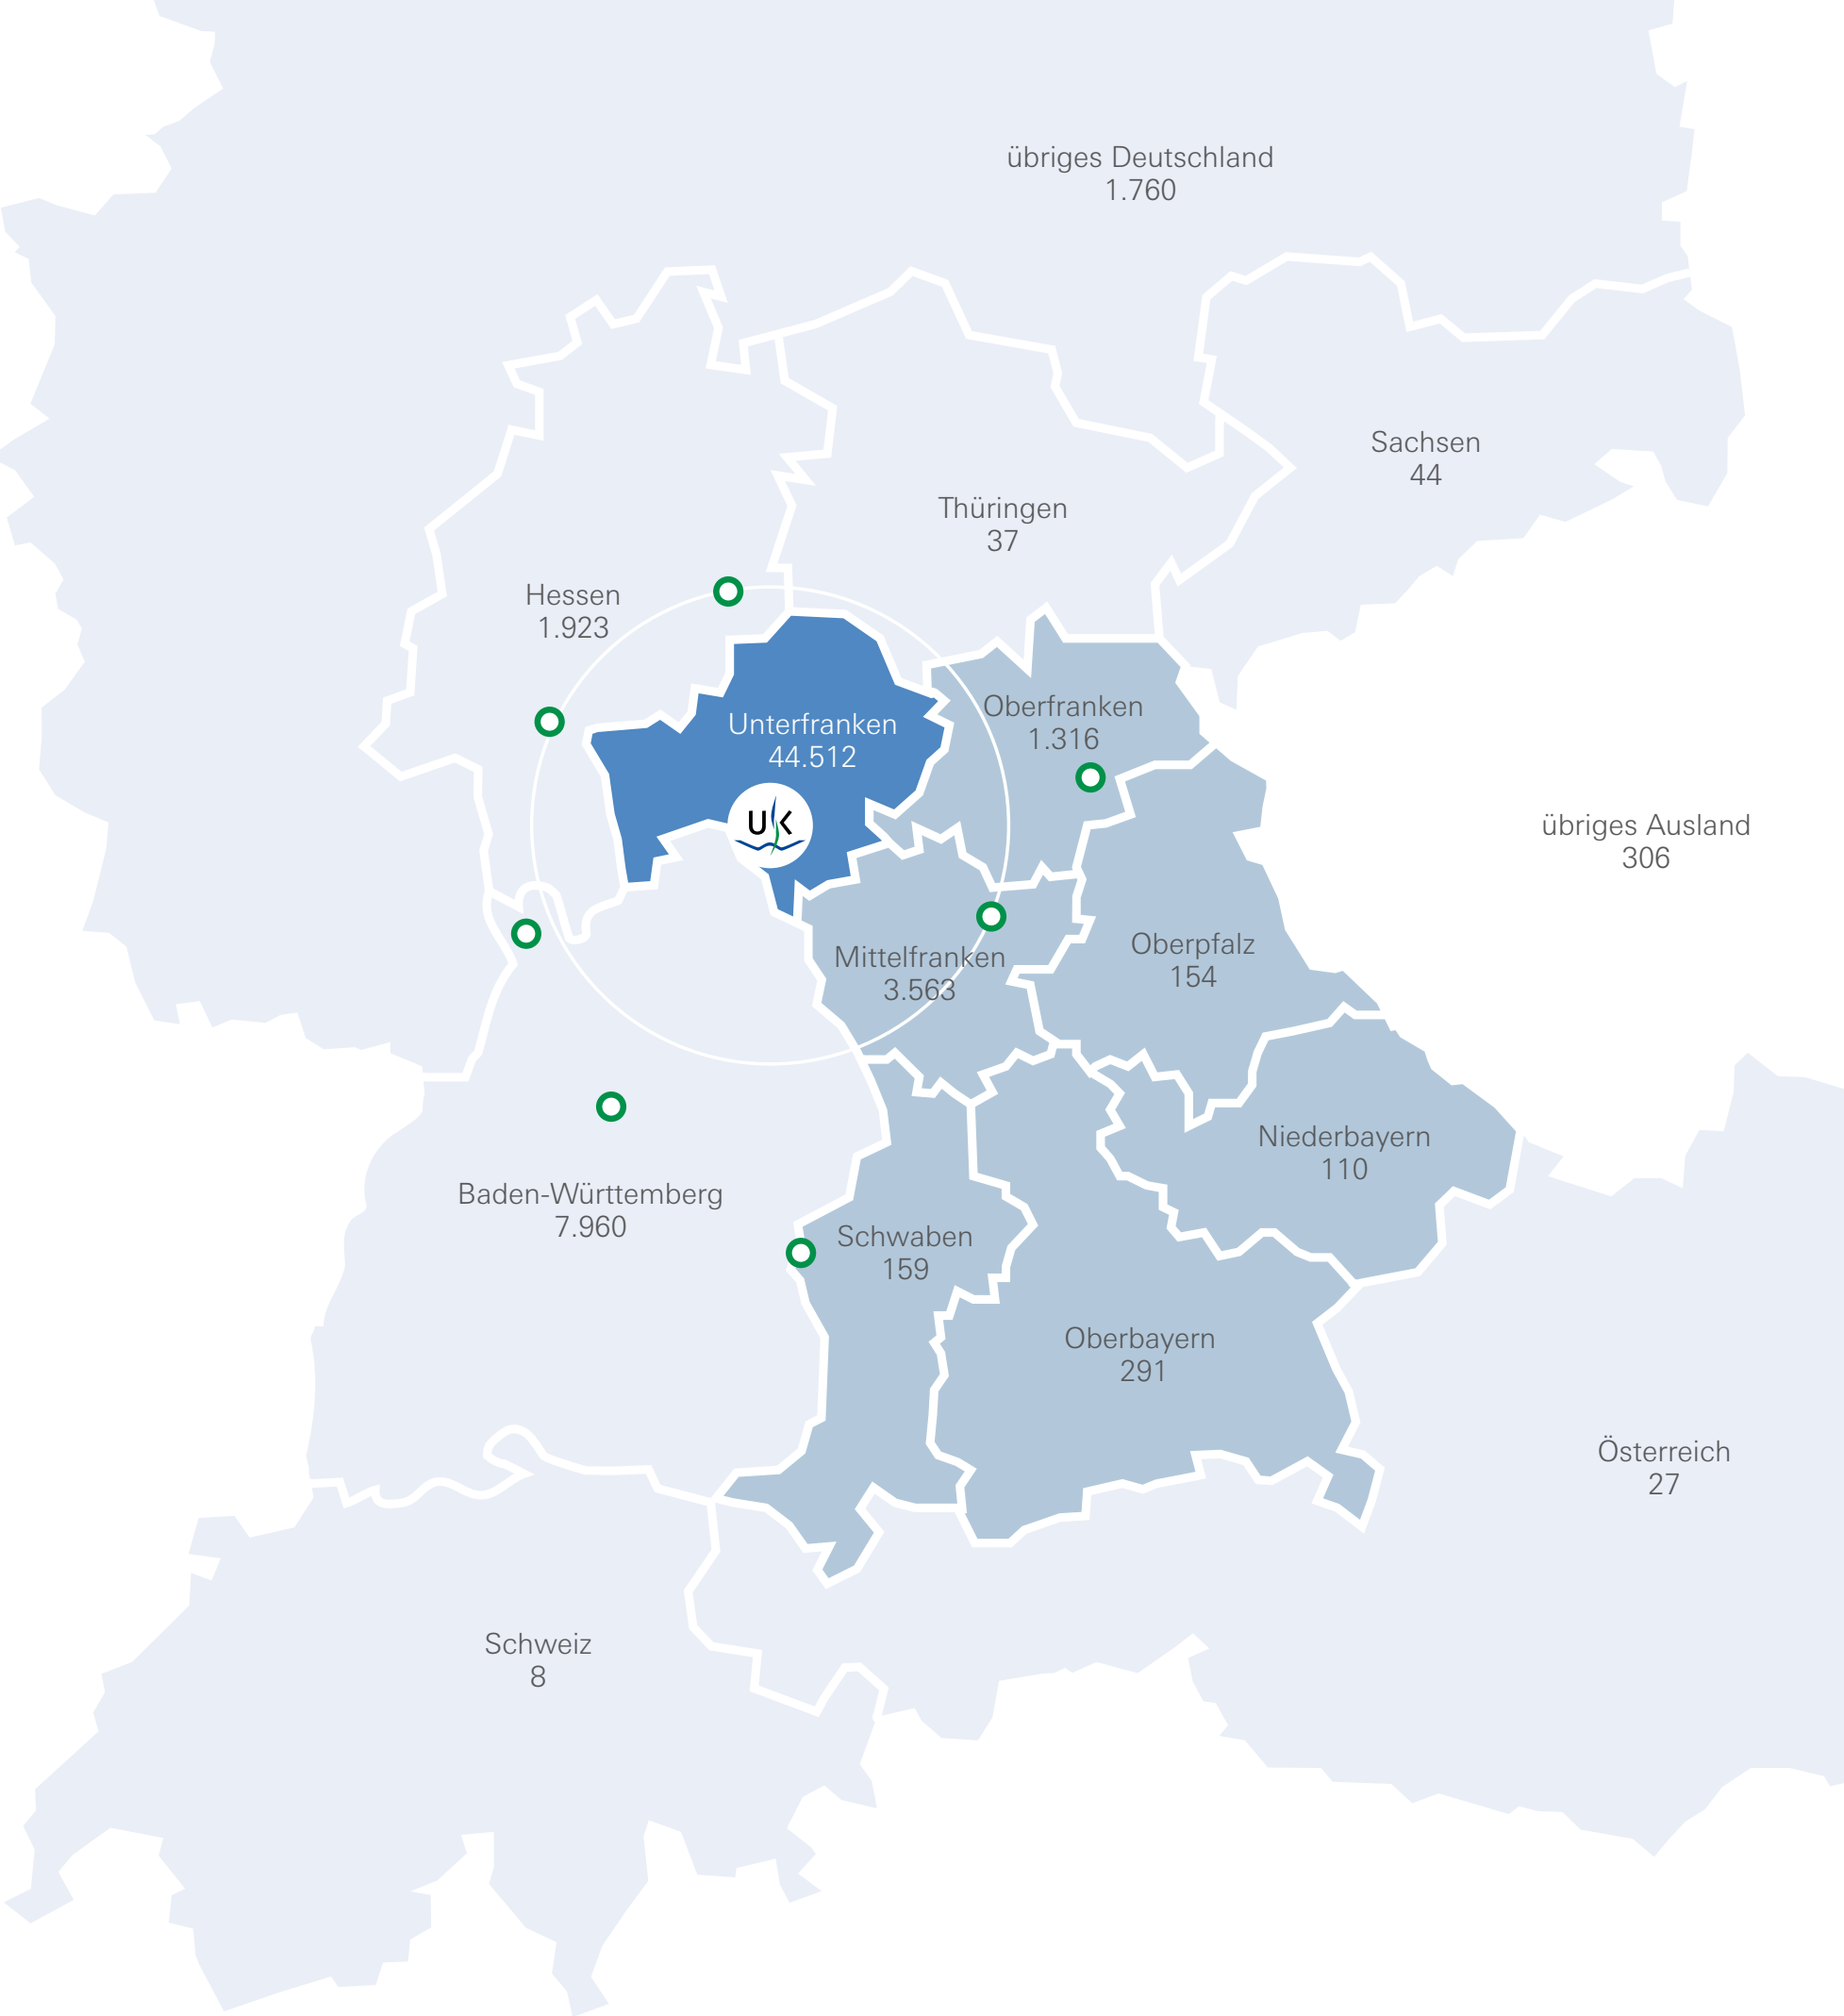 übriges Deutschland
1.760
Sachsen
44
Thüringen
37
Hessen
1.923
Oberfranken
1.316
Unterfranken
44.512
UK
übriges Ausland
306
Mittelfranken
3.563
Oberpfalz
154
Niederbayern
110
Baden-Württemberg
7.960
Schwaben
159
Oberbayern
291
Österreich
27
Schweiz
8